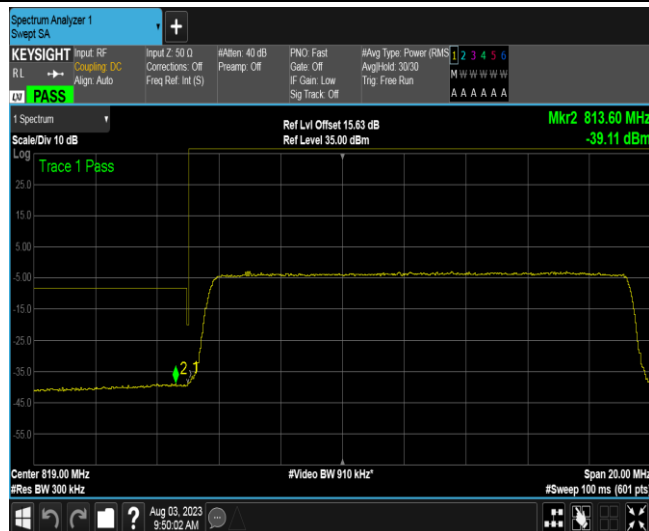 Spectrum Analyzer 1
Swept SA
+
KEYSIGHT Input: RF Input Z: 50 Ω #Atten: 40 dB PNO: Fast #Avg Type: Power (RMS 1 2 3 4 5 6
RL Coupling: DC Corrections: Off Preamp: Off Gate: Off Avg|Hold: 30/30 M W W W W W
Align: Auto Freq Ref: Int (S) IF Gain: Low Trig: Free Run
LXI PASS Sig Track: Off A A A A A A
1 Spectrum Ref Lvl Offset 15.63 dB Mkr2 813.60 MHz
Scale/Div 10 dB Ref Level 35.00 dBm -39.11 dBm
Log
Trace 1 Pass
25.0
15.0
5.00
-5.00
-15.0
-25.0
-35.0
2 1
-45.0
-55.0
Center 819.00 MHz #Video BW 910 kHz* Span 20.00 MHz
#Res BW 300 kHz #Sweep 100 ms (601 pts)
? Aug 03, 2023
9:50:02 AM